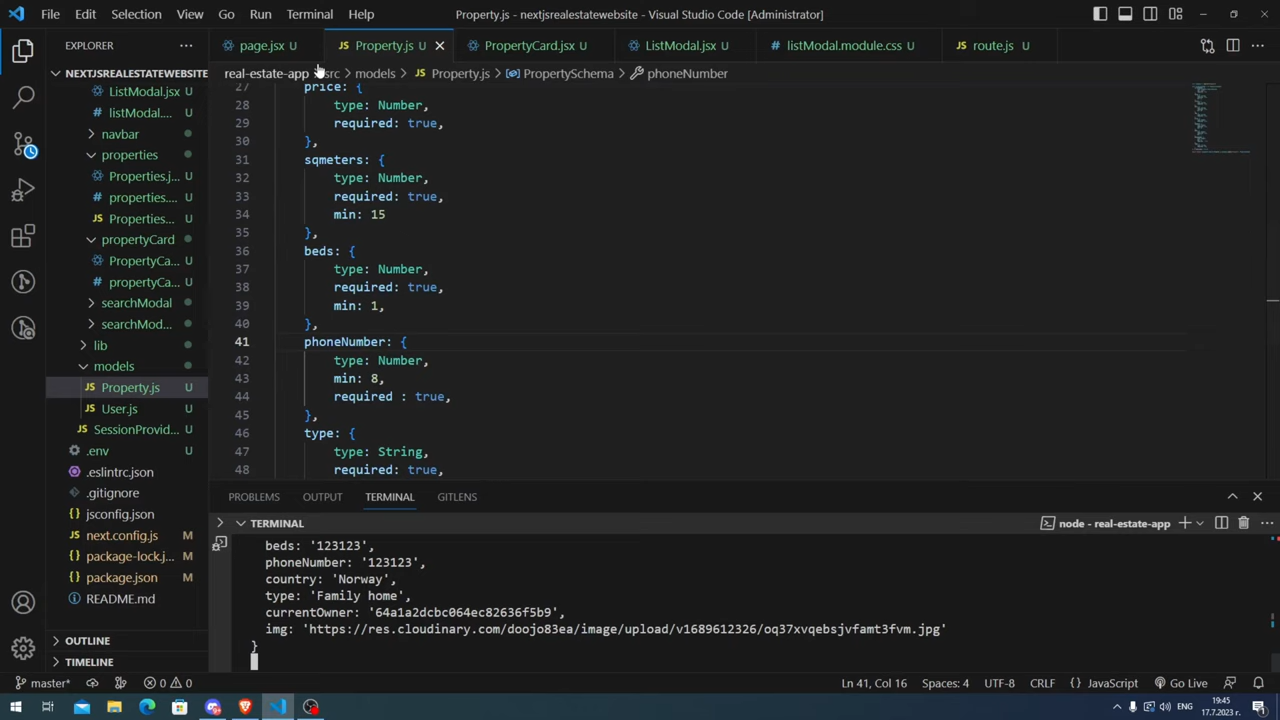 File Edit Selection View Go Run Terminal Help Property.js - nextjsrealestatewebsite - Visual Studio Code [Administrator]
EXPLORER
NEXTJSREALESTATEWEBSITE
ListModal.jsx U
listModal.... U
navbar
properties
Properties.j... U
properties.... U
Properties... U
propertyCard
PropertyCa... U
propertyCa... U
searchModal
searchMod...
lib
models
Property.js U
User.js U
SessionProvid... U
.env U
.eslintrc.json
.gitignore
jsconfig.json
next.config.js M
package-lock.j... M
package.json M
README.md
OUTLINE
TIMELINE
page.jsx U Property.js U PropertyCard.jsx U ListModal.jsx U listModal.module.css U route.js U
real-estate-app > src > models > Property.js > PropertySchema > phoneNumber
27 price: {
28 type: Number,
29 required: true,
30 },
31 sqmeters: {
32 type: Number,
33 required: true,
34 min: 15
35 },
36 beds: {
37 type: Number,
38 required: true,
39 min: 1,
40 },
41 phoneNumber: {
42 type: Number,
43 min: 8,
44 required : true,
45 },
46 type: {
47 type: String,
48 required: true,
PROBLEMS OUTPUT TERMINAL GITLENS
TERMINAL node - real-estate-app
beds: '123123',
phoneNumber: '123123',
country: 'Norway',
type: 'Family home',
currentOwner: '64a1a2dcbc064ec82636f5b9',
img: 'https://res.cloudinary.com/doojo83ea/image/upload/v1689612326/oq37xvqebsjvfamt3fvm.jpg'
}
master* 0 0 Ln 41, Col 16 Spaces: 4 UTF-8 CRLF {} JavaScript Go Live
ENG 19:45
17.7.2023 г.